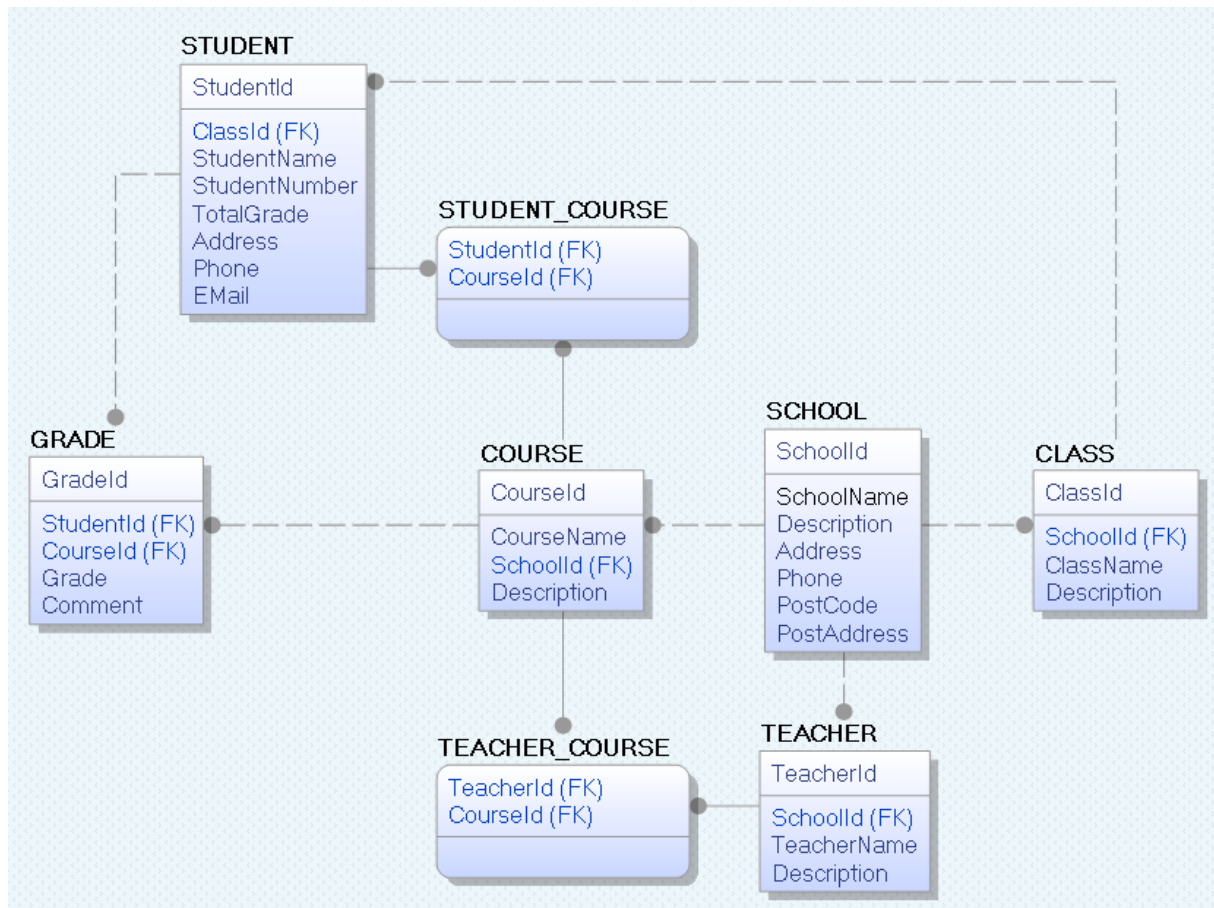 STUDENT
StudentId
ClassId (FK)
StudentName
StudentNumber
TotalGrade
Address
Phone
EMail
STUDENT_COURSE
StudentId (FK)
CourseId (FK)
GRADE
GradeId
StudentId (FK)
CourseId (FK)
Grade
Comment
COURSE
CourseId
CourseName
SchoolId (FK)
Description
SCHOOL
SchoolId
SchoolName
Description
Address
Phone
PostCode
PostAddress
CLASS
ClassId
SchoolId (FK)
ClassName
Description
TEACHER_COURSE
TeacherId (FK)
CourseId (FK)
TEACHER
TeacherId
SchoolId (FK)
TeacherName
Description